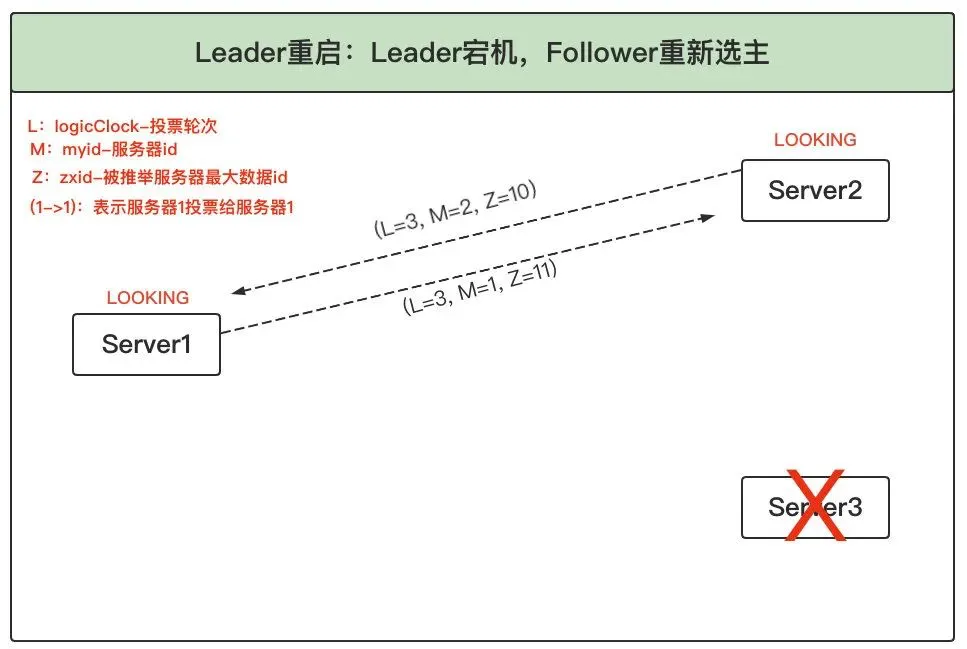 Leader重启：Leader宕机，Follower重新选主
L：logicClock-投票轮次
M：myid-服务器id
Z：zxid-被推举服务器最大数据id
(1->1)：表示服务器1投票给服务器1
LOOKING
Server2
(L=3, M=2, Z=10)
(L=3, M=1, Z=11)
LOOKING
Server1
Server3
X